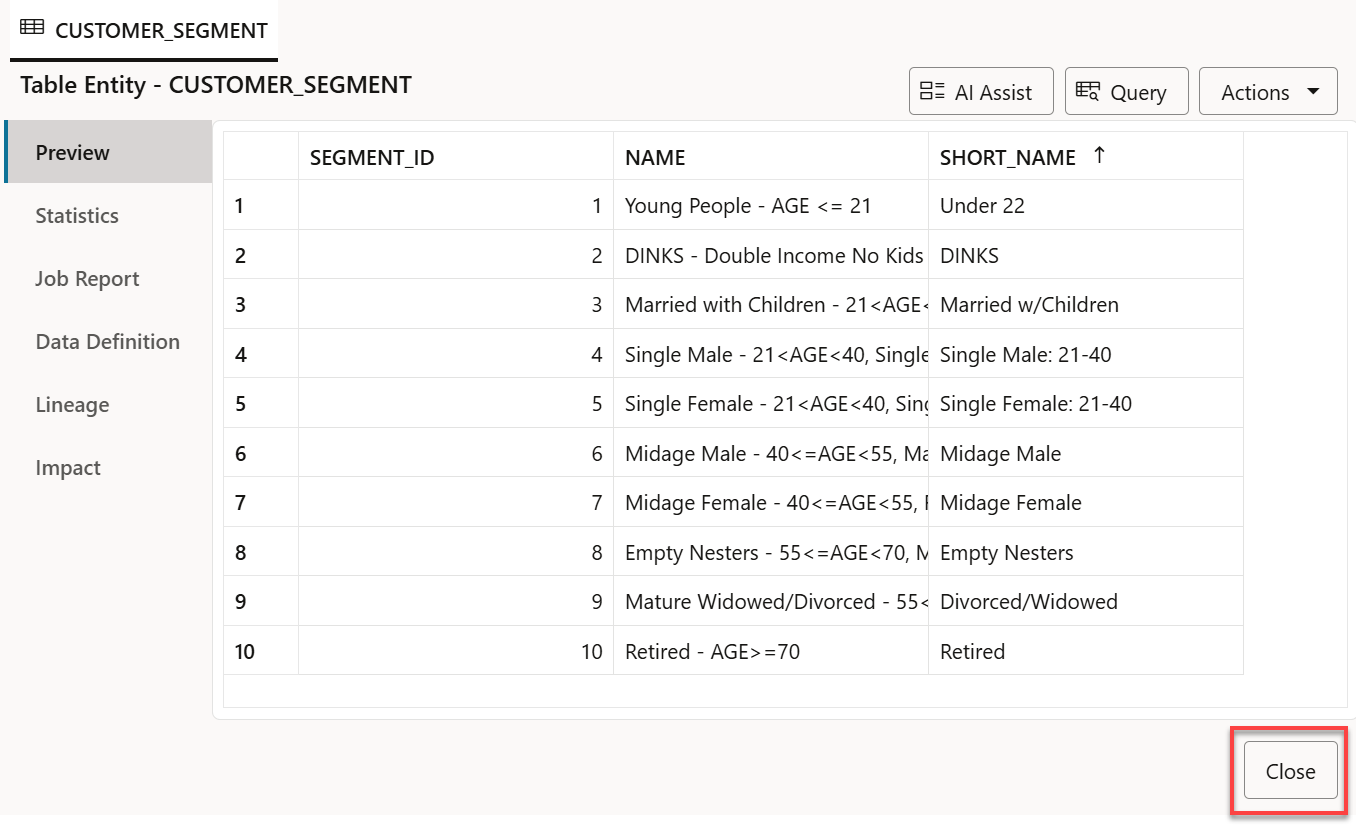 CUSTOMER_SEGMENT
Table Entity - CUSTOMER_SEGMENT
AI Assist Query Actions
Preview
Statistics
Job Report
Data Definition
Lineage
Impact
SEGMENT_ID NAME SHORT_NAME ↑
1 1 Young People - AGE <= 21 Under 22
2 2 DINKS - Double Income No Kids DINKS
3 3 Married with Children - 21<AGE< Married w/Children
4 4 Single Male - 21<AGE<40, Single Single Male: 21-40
5 5 Single Female - 21<AGE<40, Sing Single Female: 21-40
6 6 Midage Male - 40<=AGE<55, Ma Midage Male
7 7 Midage Female - 40<=AGE<55, Midage Female
8 8 Empty Nesters - 55<=AGE<70, M Empty Nesters
9 9 Mature Widowed/Divorced - 55< Divorced/Widowed
10 10 Retired - AGE>=70 Retired
Close